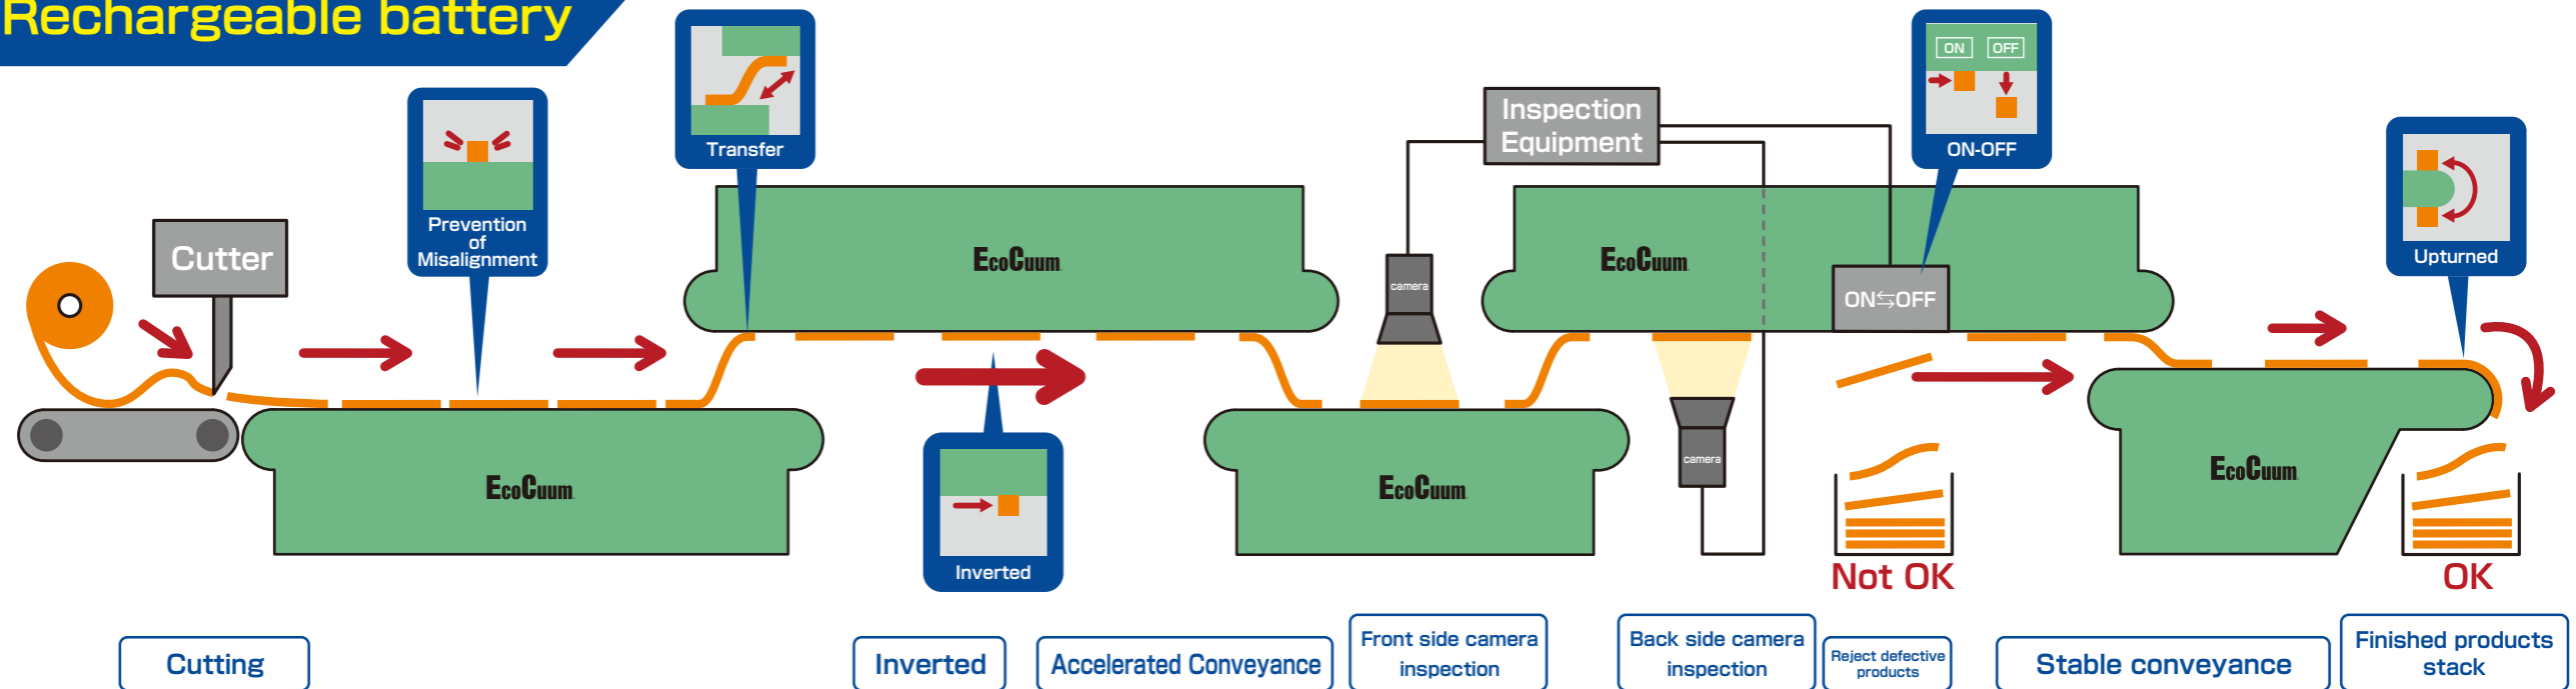 Rechargeable battery
Cutter
Prevention
of
Misalignment
Transfer
Inspection
Equipment
ON OFF
ON-OFF
Upturned
EcoCuum
EcoCuum
camera
ON⇆OFF
EcoCuum
EcoCuum
camera
EcoCuum
Inverted
Not OK
OK
Cutting
Inverted
Accelerated Conveyance
Front side camera
inspection
Back side camera
inspection
Reject defective
products
Stable conveyance
Finished products
stack